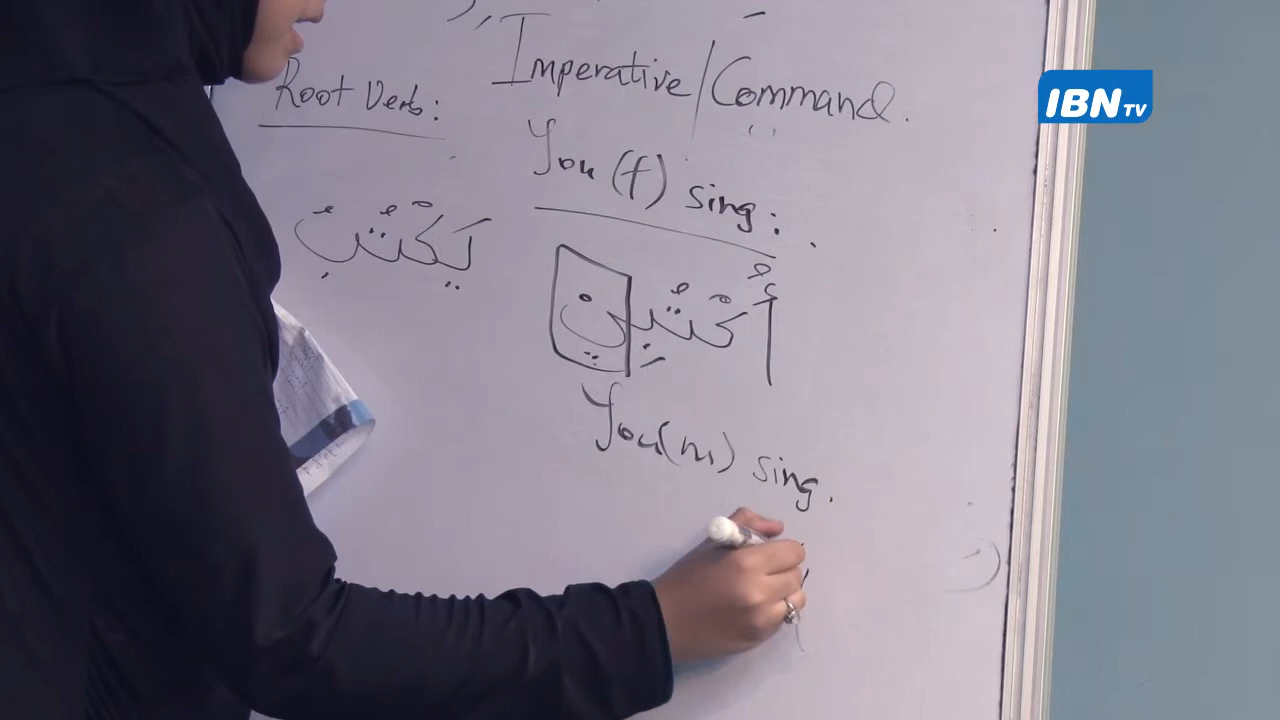 Imperative/Command.
Root Verb:
You (f) sing:
يَكْتُبُ
أُكْتُبِيْ
You (m) sing.
IBN TV